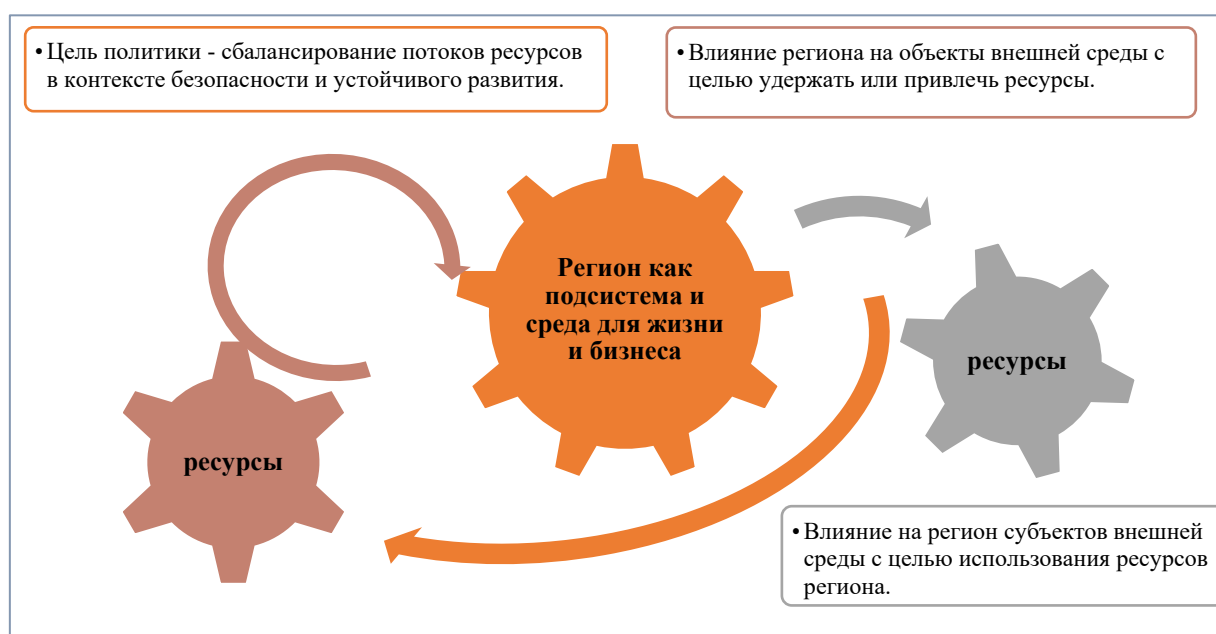 • Цель политики - сбалансирование потоков ресурсов
в контексте безопасности и устойчивого развития.
• Влияние региона на объекты внешней среды с
целью удержать или привлечь ресурсы.
Регион как
подсистема и
среда для жизни
и бизнеса
ресурсы
ресурсы
• Влияние на регион субъектов внешней
среды с целью использования ресурсов
региона.